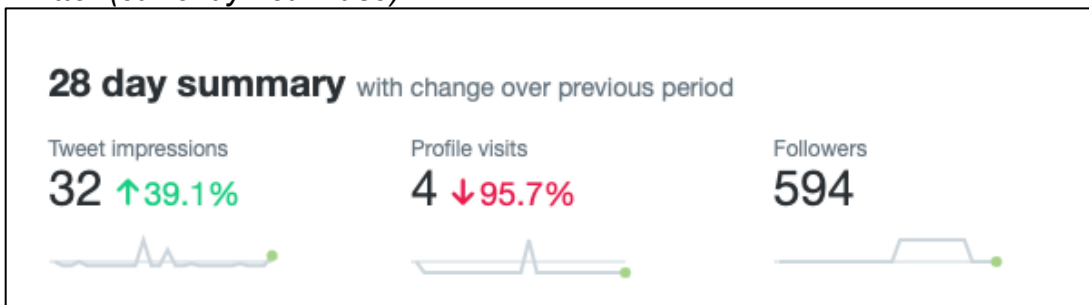 28 day summary with change over previous period
Tweet impressions Profile visits Followers
32 ↑39.1% 4 ↓95.7% 594